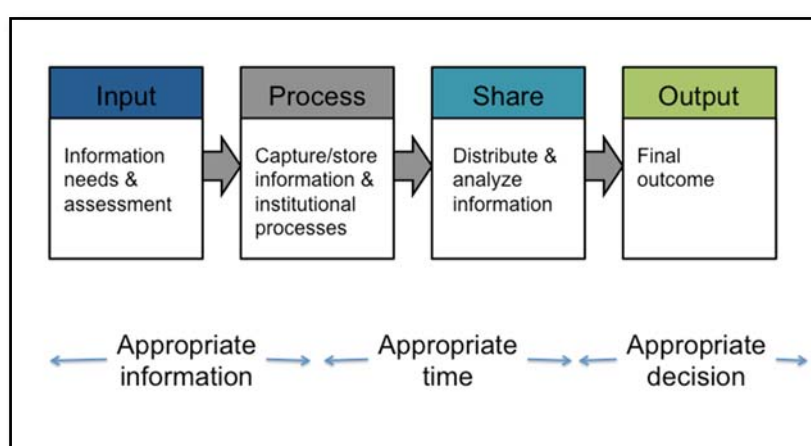 Input
Information
needs &
assessment
Process
Capture/store
information &
institutional
processes
Share
Distribute &
analyze
information
Output
Final
outcome
Appropriate
information
Appropriate
time
Appropriate
decision